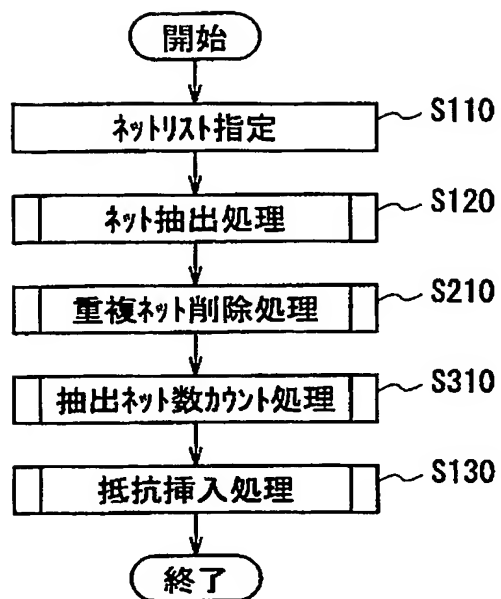 開始
ネットリスト指定
S110
ネット抽出処理
S120
重複ネット削除処理
S210
抽出ネット数カウント処理
S310
抵抗挿入処理
S130
終了